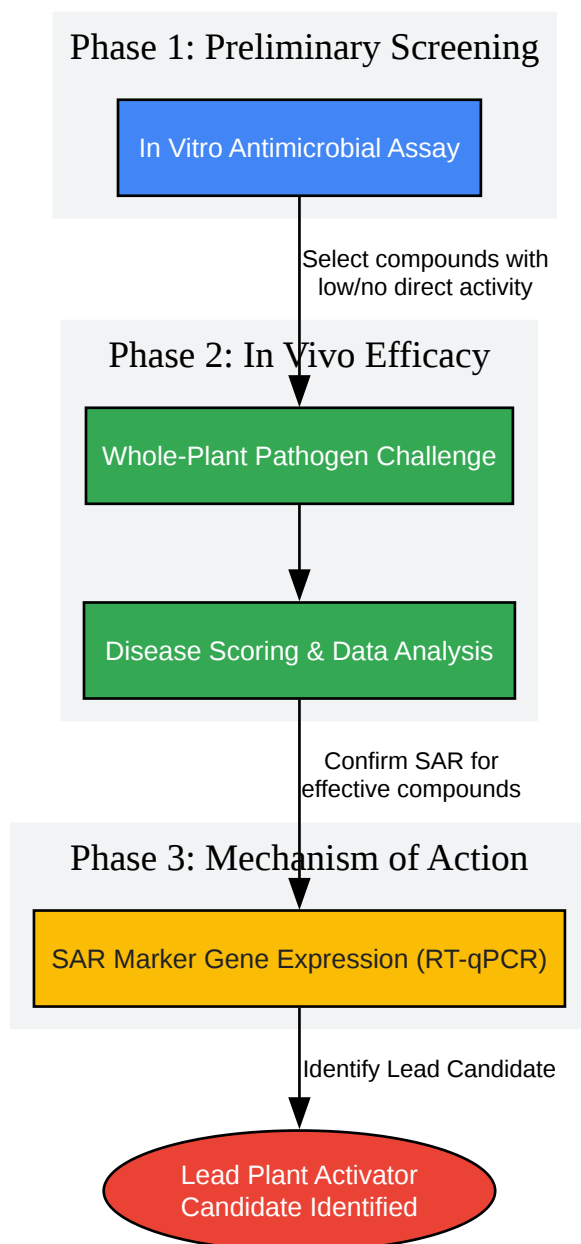 Phase 1: Preliminary Screening
In Vitro Antimicrobial Assay
Select compounds with
low/no direct activity
Phase 2: In Vivo Efficacy
Whole-Plant Pathogen Challenge
Disease Scoring & Data Analysis
Confirm SAR for
effective compounds
Phase 3: Mechanism of Action
SAR Marker Gene Expression (RT-qPCR)
Identify Lead Candidate
Lead Plant Activator
Candidate Identified